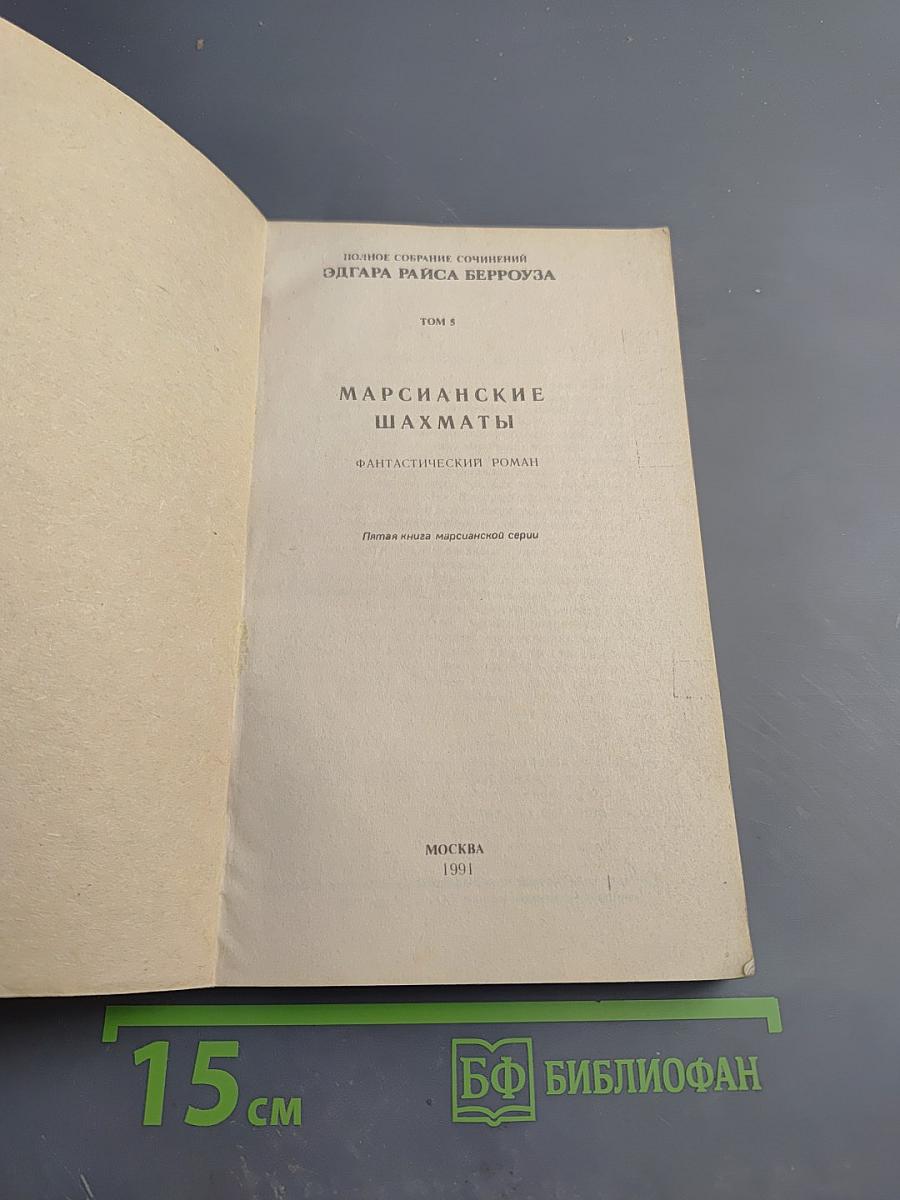 ПОЛНОЕ СОБРАНИЕ СОЧИНЕНИЙ
ЭДГАРА РАЙСА БЕРРОУЗА
ТОМ 5
МАРСИАНСКИЕ
ШАХМАТЫ
ФАНТАСТИЧЕСКИЙ РОМАН
Пятая книга марсианской серии
МОСКВА
1991
15 см
БФ БИБЛИОФАН